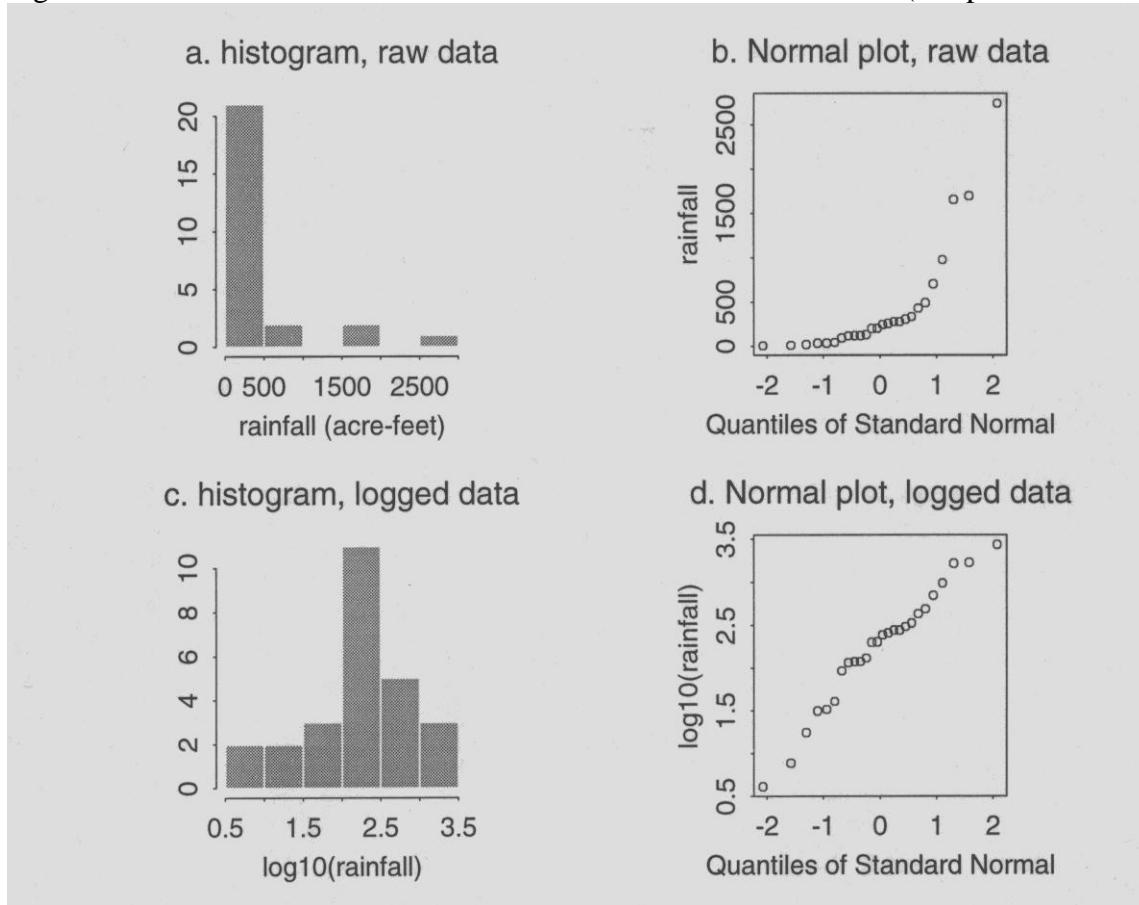 a. histogram, raw data
20
15
10
5
0
0 500 1500 2500
rainfall (acre-feet)
b. Normal plot, raw data
rainfall
2500
1500
500
0
-2 -1 0 1 2
Quantiles of Standard Normal
c. histogram, logged data
10
8
6
4
2
0
0.5 1.5 2.5 3.5
log10(rainfall)
d. Normal plot, logged data
log10(rainfall)
3.5
2.5
1.5
0.5
-2 -1 0 1 2
Quantiles of Standard Normal